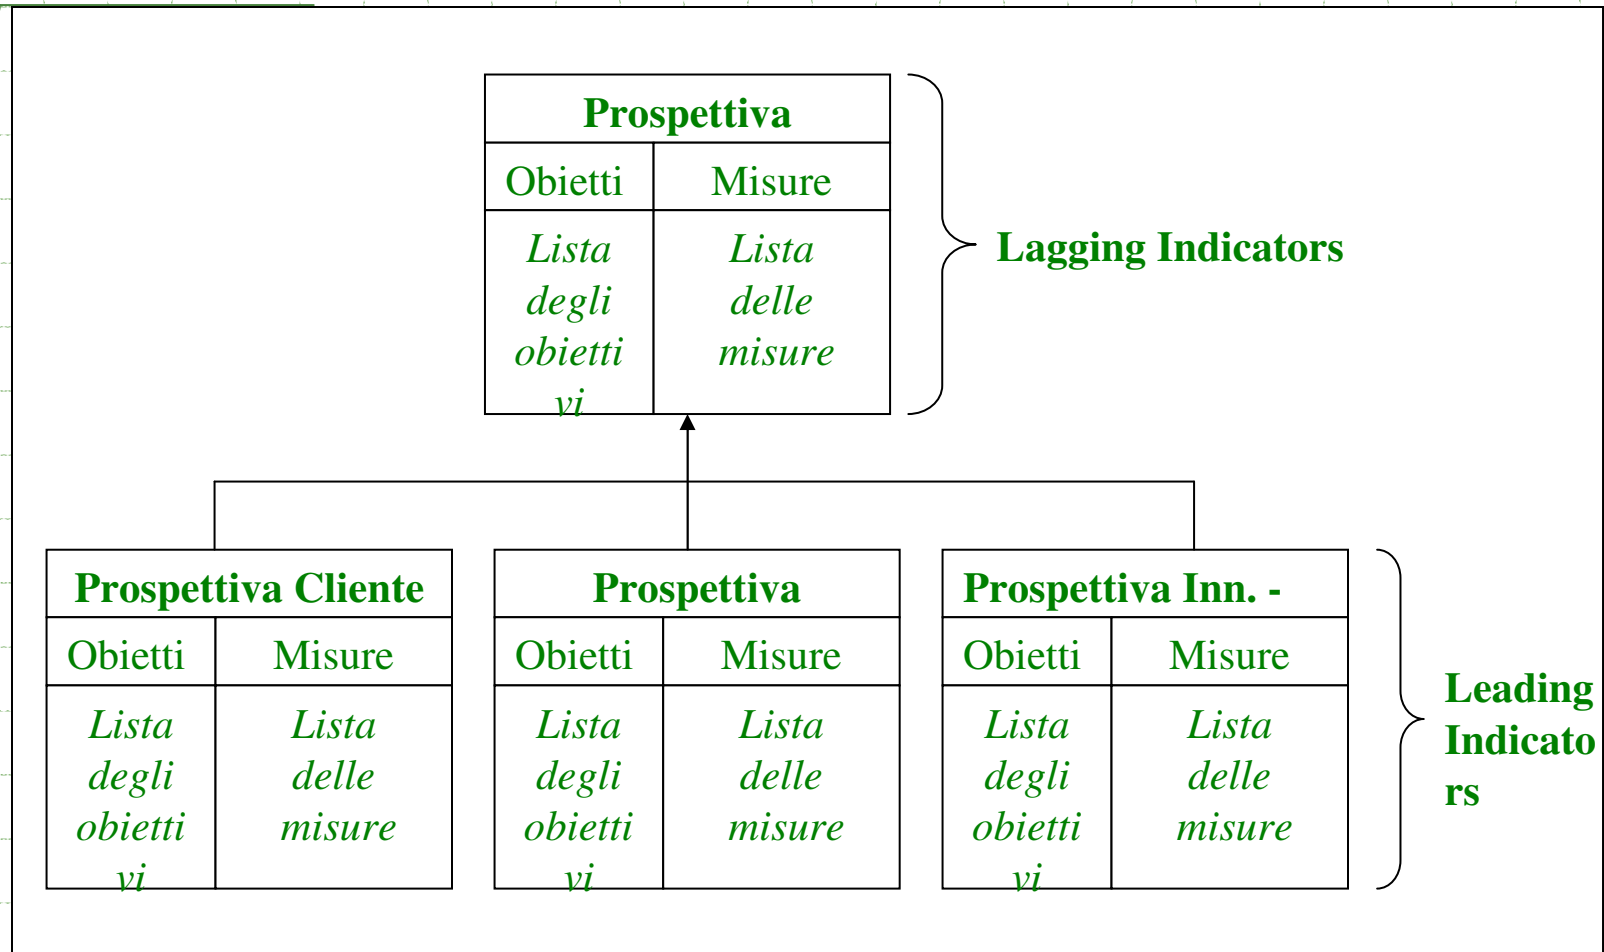 Prospettiva
Obietti Misure
Lista
degli
obietti
vi
Lista
delle
misure
Lagging Indicators
Prospettiva Cliente
Obietti Misure
Lista
degli
obietti
vi
Lista
delle
misure
Prospettiva
Obietti Misure
Lista
degli
obietti
vi
Lista
delle
misure
Prospettiva Inn. -
Obietti Misure
Lista
degli
obietti
vi
Lista
delle
misure
Leading
Indicato
rs